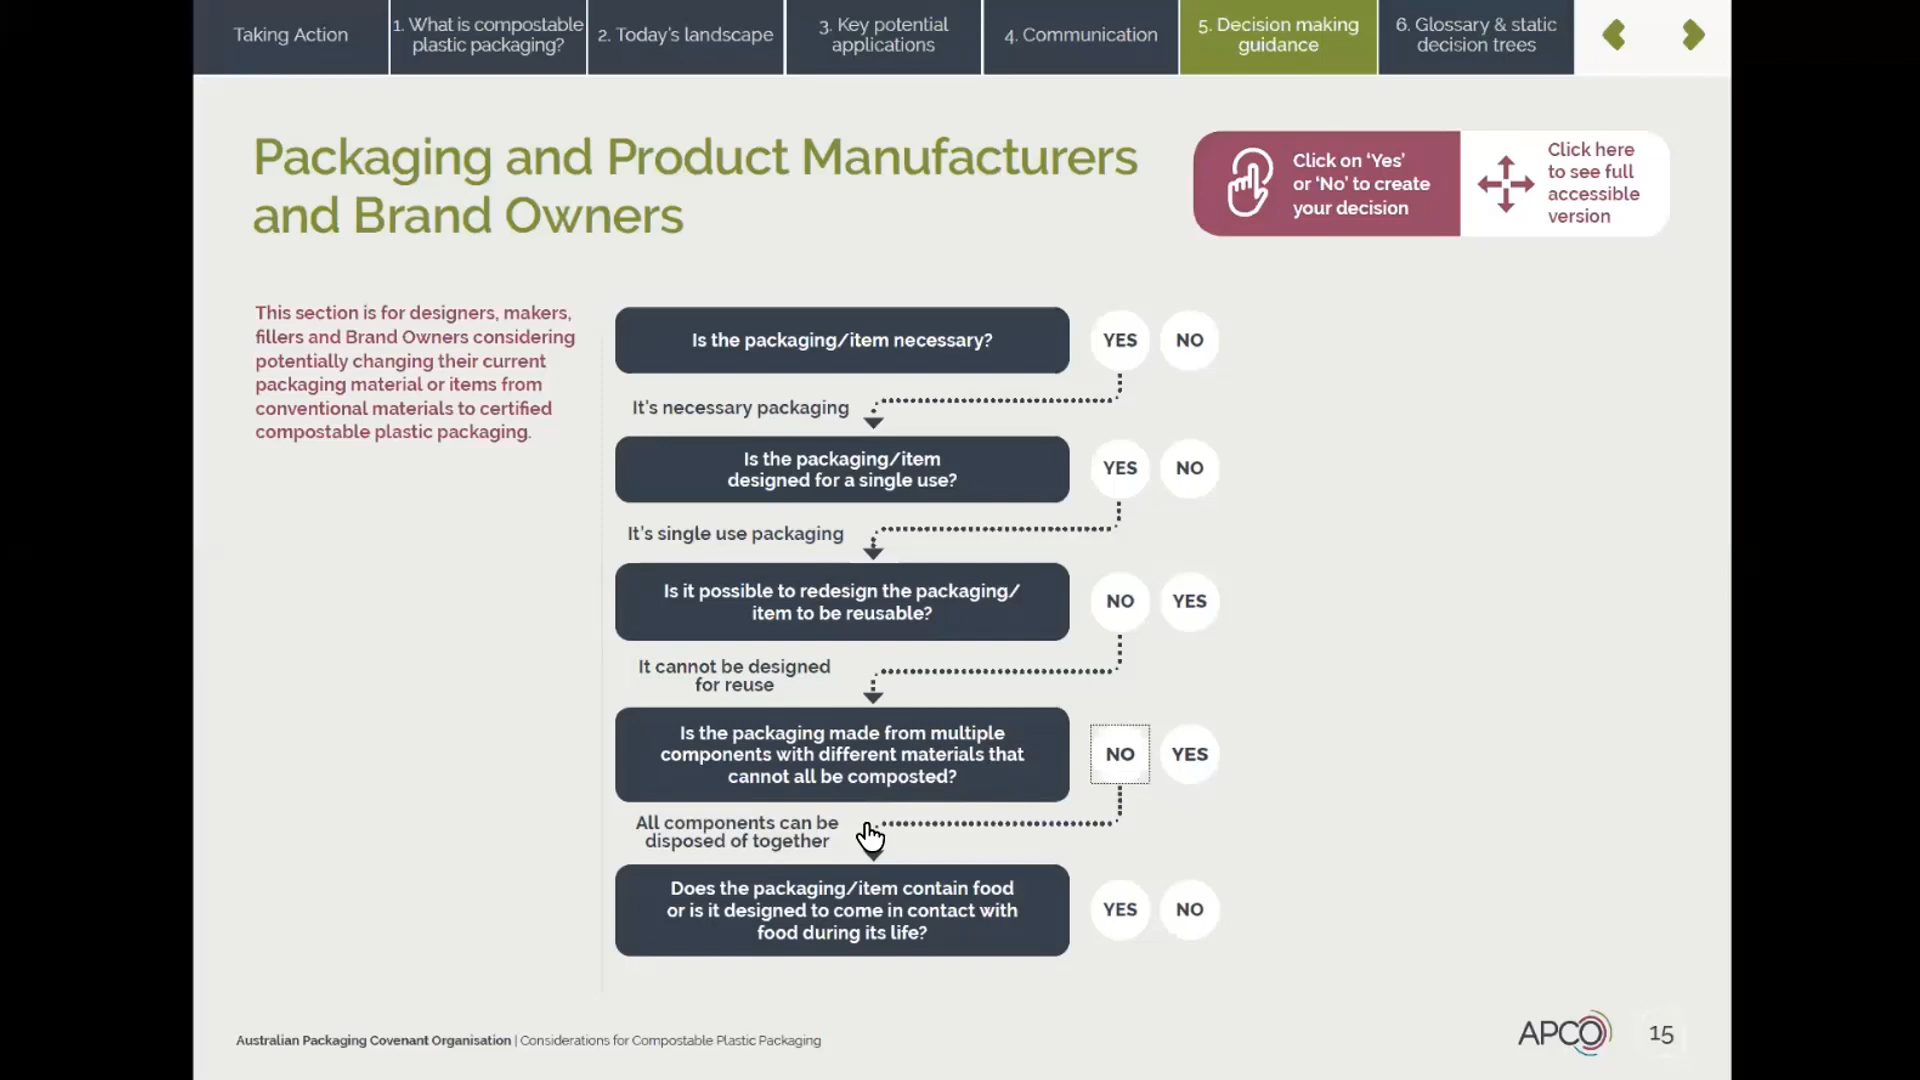 Taking Action
1. What is compostable
plastic packaging?
2. Today's landscape
3. Key potential
applications
4. Communication
5. Decision making
guidance
6. Glossary & static
decision trees
Packaging and Product Manufacturers
and Brand Owners
Click on 'Yes'
or 'No' to create
your decision
Click here
to see full
accessible
version
This section is for designers, makers,
fillers and Brand Owners considering
potentially changing their current
packaging material or items from
conventional materials to certified
compostable plastic packaging.
Is the packaging/item necessary?
YES NO
It's necessary packaging
Is the packaging/item
designed for a single use?
YES NO
It's single use packaging
Is it possible to redesign the packaging/
item to be reusable?
NO YES
It cannot be designed
for reuse
Is the packaging made from multiple
components with different materials that
cannot all be composted?
NO YES
All components can be
disposed of together
Does the packaging/item contain food
or is it designed to come in contact with
food during its life?
YES NO
Australian Packaging Covenant Organisation | Considerations for Compostable Plastic Packaging
APCO
15